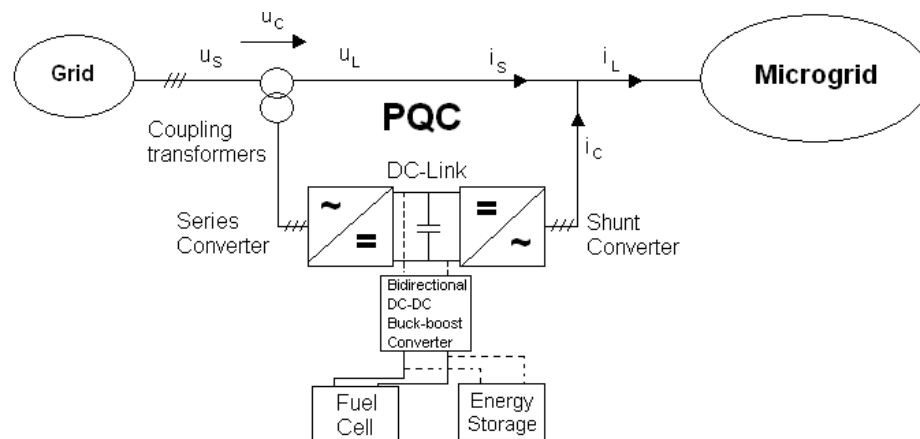 u_C
u_S
u_L
i_S
i_L
Grid
Microgrid
PQC
Coupling
transformers
i_C
DC-Link
~
=
=
~
Series
Converter
Shunt
Converter
Bidirectional
DC-DC
Buck-boost
Converter
Fuel
Cell
Energy
Storage